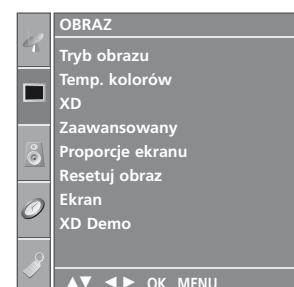 OBRAZ
Tryb obrazu
Temp. kolorów
XD
Zaawansowany
Proporcje ekranu
Resetuj obraz
Ekran
XD Demo
▲▼ ◄► OK MENU